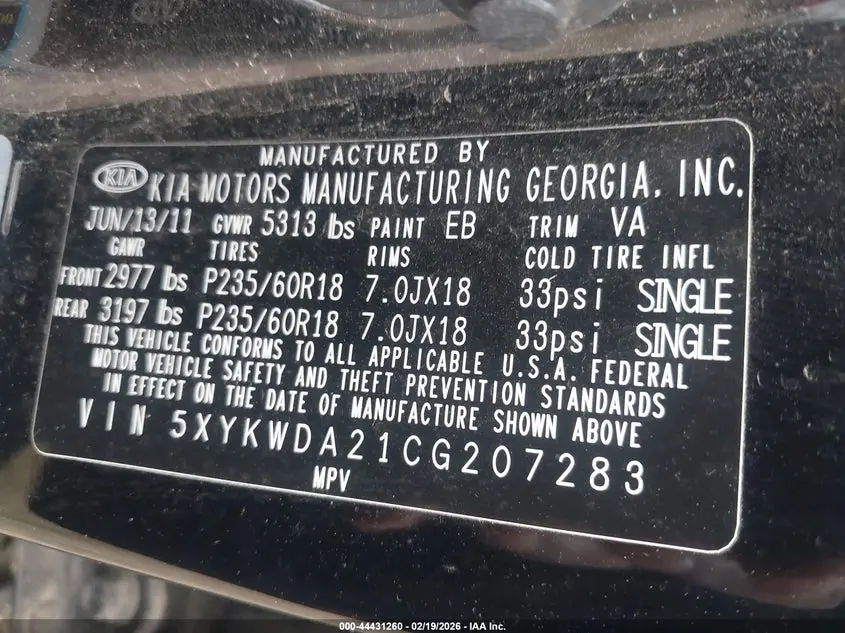 MANUFACTURED BY
KIA KIA MOTORS MANUFACTURING GEORGIA, INC.
JUN/13/11 GVWR 5313 lbs PAINT EB TRIM VA
GAWR TIRES RIMS COLD TIRE INFL
FRONT 2977 lbs P235/60R18 7.0JX18 33psi SINGLE
REAR 3197 lbs P235/60R18 7.0JX18 33psi SINGLE
THIS VEHICLE CONFORMS TO ALL APPLICABLE U.S.A. FEDERAL
MOTOR VEHICLE SAFETY AND THEFT PREVENTION STANDARDS
IN EFFECT ON THE DATE OF MANUFACTURE SHOWN ABOVE
VIN 5XYKWDA21CG207283
MPV
000-44431260 - 02/19/2026 - IAA Inc.